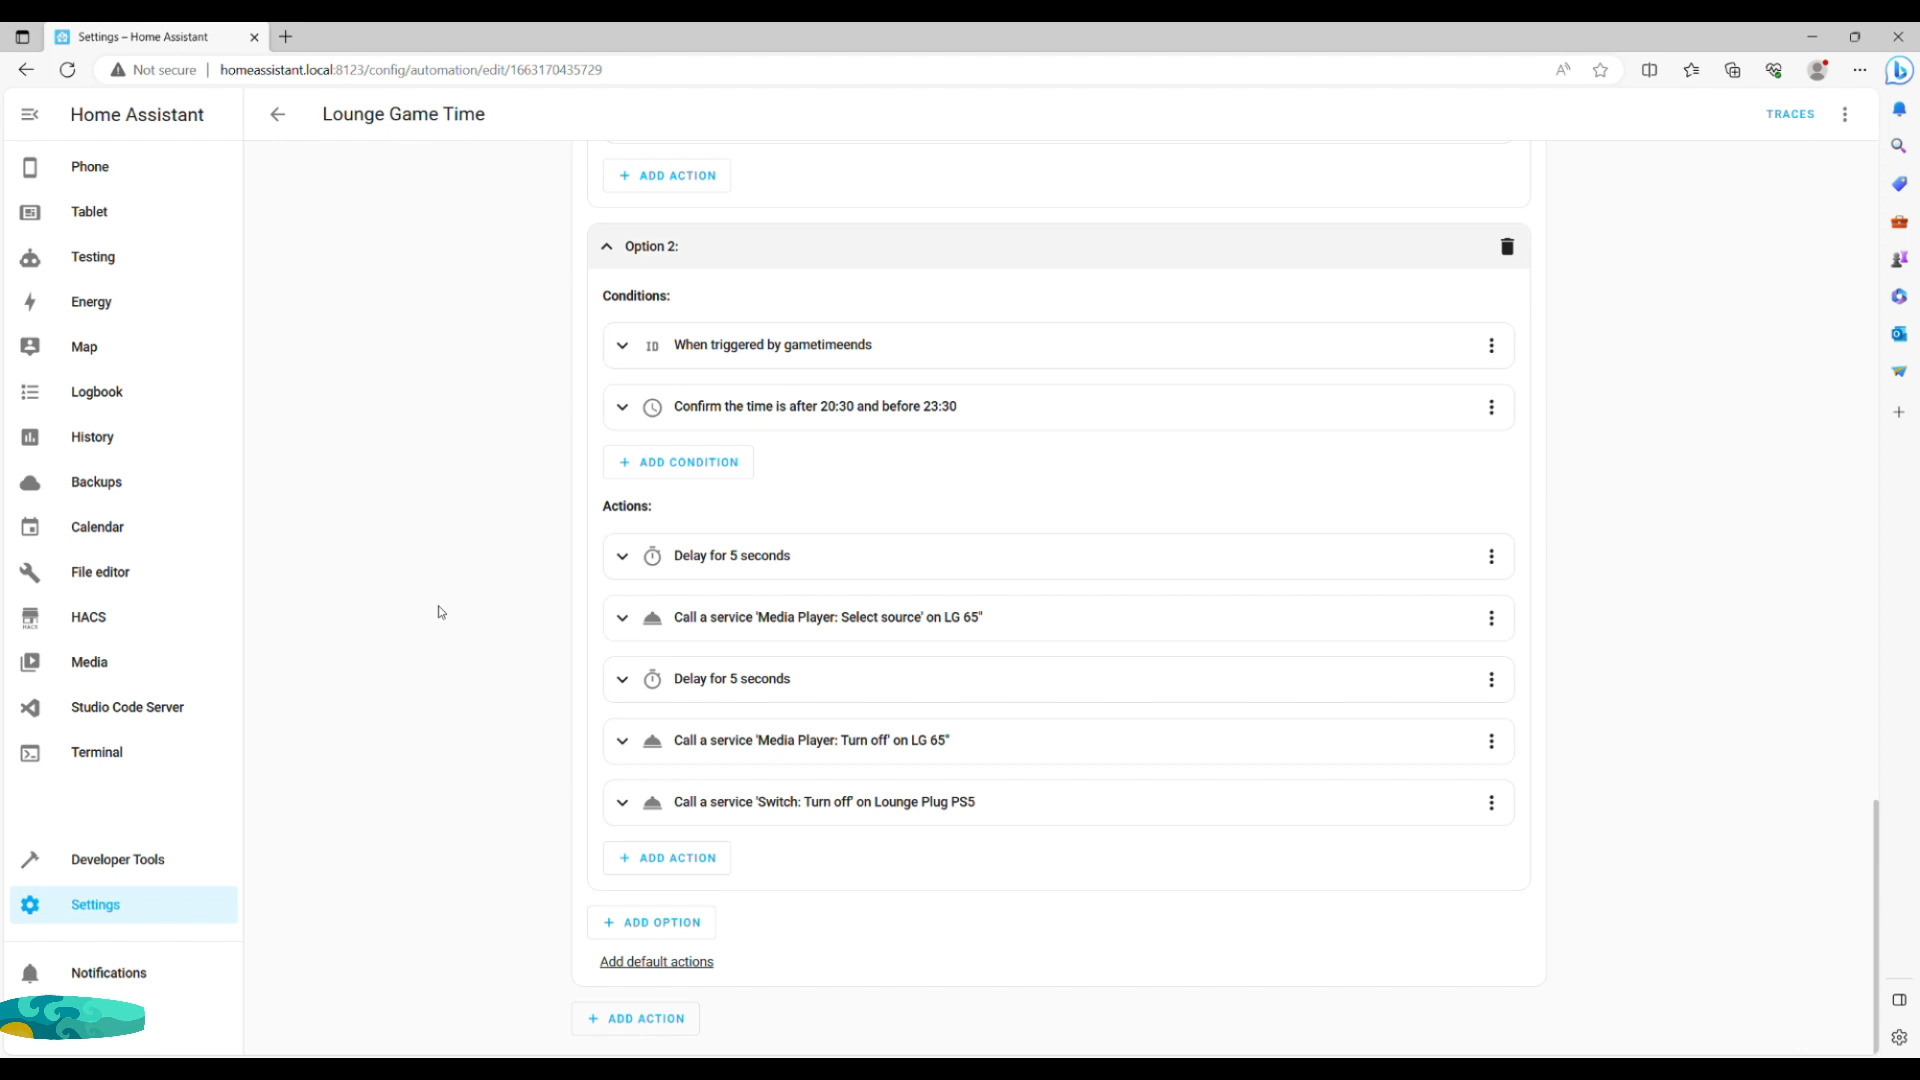 Settings – Home Assistant
Not secure
homeassistant.local:8123/config/automation/edit/1663170435729
Home Assistant
Lounge Game Time
TRACES
Phone
Tablet
Testing
Energy
Map
Logbook
History
Backups
Calendar
File editor
HACS
Media
Studio Code Server
Terminal
Developer Tools
Settings
Notifications
+ ADD ACTION
Option 2:
Conditions:
ID When triggered by gametimeends
Confirm the time is after 20:30 and before 23:30
+ ADD CONDITION
Actions:
Delay for 5 seconds
Call a service 'Media Player: Select source' on LG 65"
Delay for 5 seconds
Call a service 'Media Player: Turn off' on LG 65"
Call a service 'Switch: Turn off' on Lounge Plug PS5
+ ADD ACTION
+ ADD OPTION
Add default actions
+ ADD ACTION